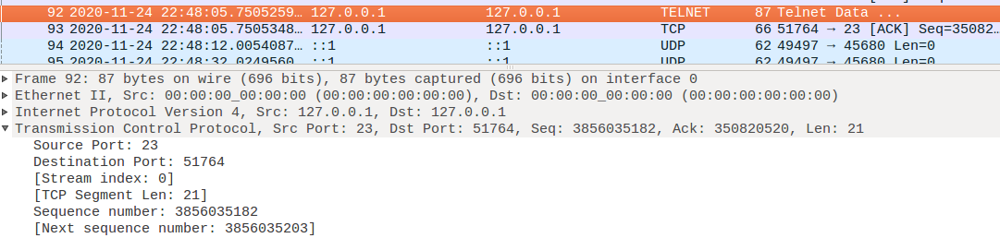 92 2020-11-24 22:48:05.7505259… 127.0.0.1 127.0.0.1 TELNET 87 Telnet Data ...
93 2020-11-24 22:48:05.7505348… 127.0.0.1 127.0.0.1 TCP 66 51764 → 23 [ACK] Seq=35082…
94 2020-11-24 22:48:12.0054087… ::1 ::1 UDP 62 49497 → 45680 Len=0
95 2020-11-24 22:48:32.0249560 ::1 ::1 UDP 62 49497 → 45680 Len=0
Frame 92: 87 bytes on wire (696 bits), 87 bytes captured (696 bits) on interface 0
Ethernet II, Src: 00:00:00_00:00:00 (00:00:00:00:00:00), Dst: 00:00:00_00:00:00 (00:00:00:00:00:00)
Internet Protocol Version 4, Src: 127.0.0.1, Dst: 127.0.0.1
Transmission Control Protocol, Src Port: 23, Dst Port: 51764, Seq: 3856035182, Ack: 350820520, Len: 21
Source Port: 23
Destination Port: 51764
[Stream index: 0]
[TCP Segment Len: 21]
Sequence number: 3856035182
[Next sequence number: 3856035203]